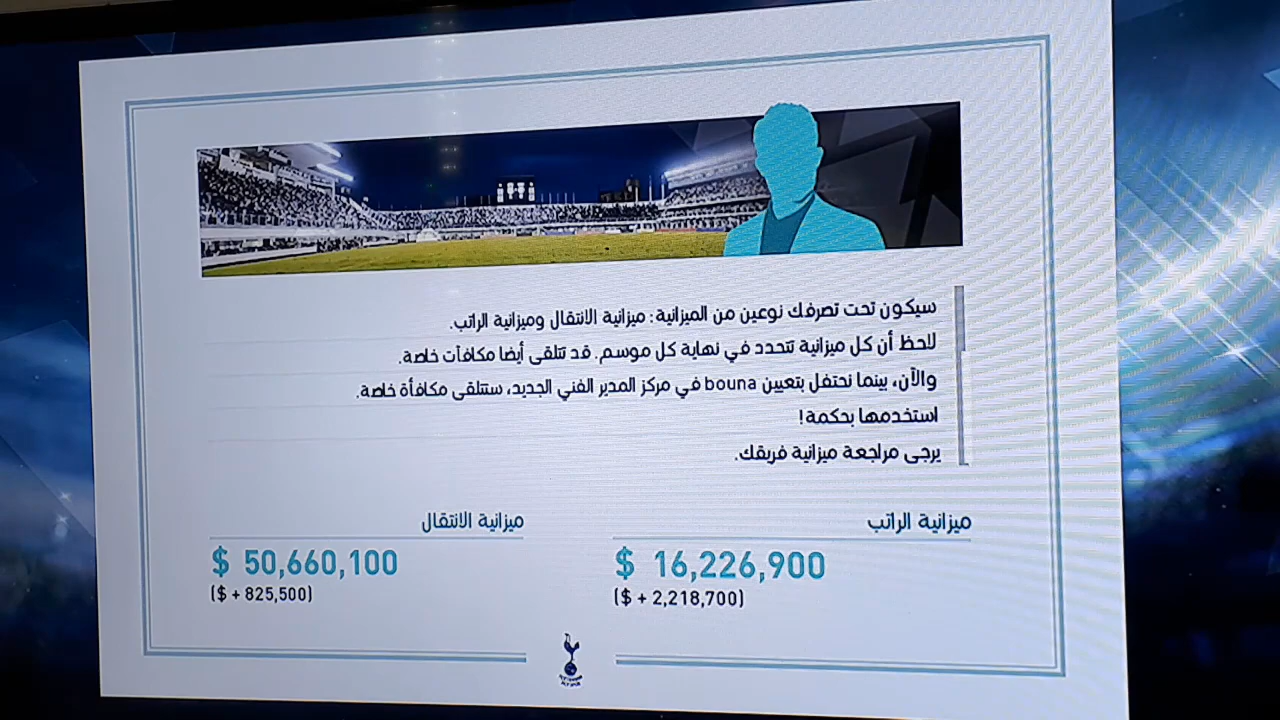 سيكون تحت تصرفك نوعين من الميزانية: ميزانية الانتقال وميزانية الراتب.
لاحظ أن كل ميزانية تتحدد في نهاية كل موسم. قد تتلقى أيضا مكافآت خاصة.
والآن، بينما نحتفل بتعيين bouna في مركز المدير الفني الجديد، ستتلقى مكافأة خاصة.
استخدمها بحكمة!
يرجى مراجعة ميزانية فريقك.
ميزانية الراتب
$ 16,226,900
($ + 2,218,700)
ميزانية الانتقال
$ 50,660,100
($ + 825,500)